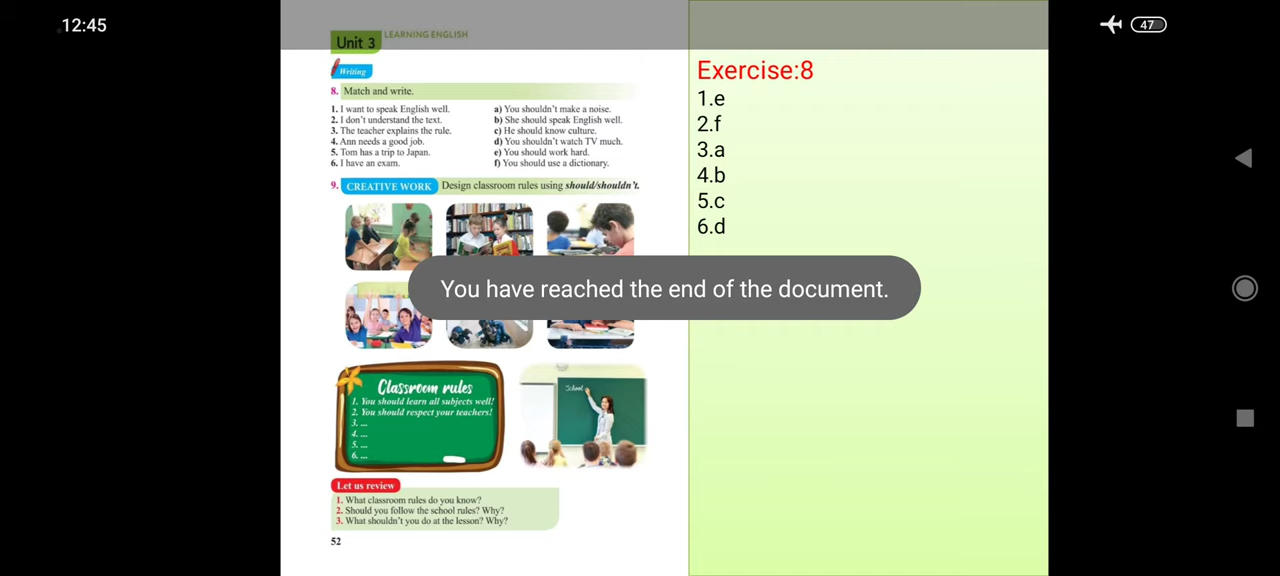 12:45
47
Unit 3 LEARNING ENGLISH
Writing
8. Match and write.
1. I want to speak English well.
2. I don't understand the text.
3. The teacher explains the rule.
4. Ann needs a good job.
5. Tom has a trip to Japan.
6. I have an exam.
a) You shouldn't make a noise.
b) She should speak English well.
c) He should know culture.
d) You shouldn't watch TV much.
e) You should work hard.
f) You should use a dictionary.
9. CREATIVE WORK Design classroom rules using should/shouldn't.
You have reached the end of the document.
Classroom rules
1. You should learn all subjects well!
2. You should respect your teachers!
3. ...
4. ...
5. ...
6. ...
School
Let us review
1. What classroom rules do you know?
2. Should you follow the school rules? Why?
3. What shouldn't you do at the lesson? Why?
52
Exercise:8
1.e
2.f
3.a
4.b
5.c
6.d